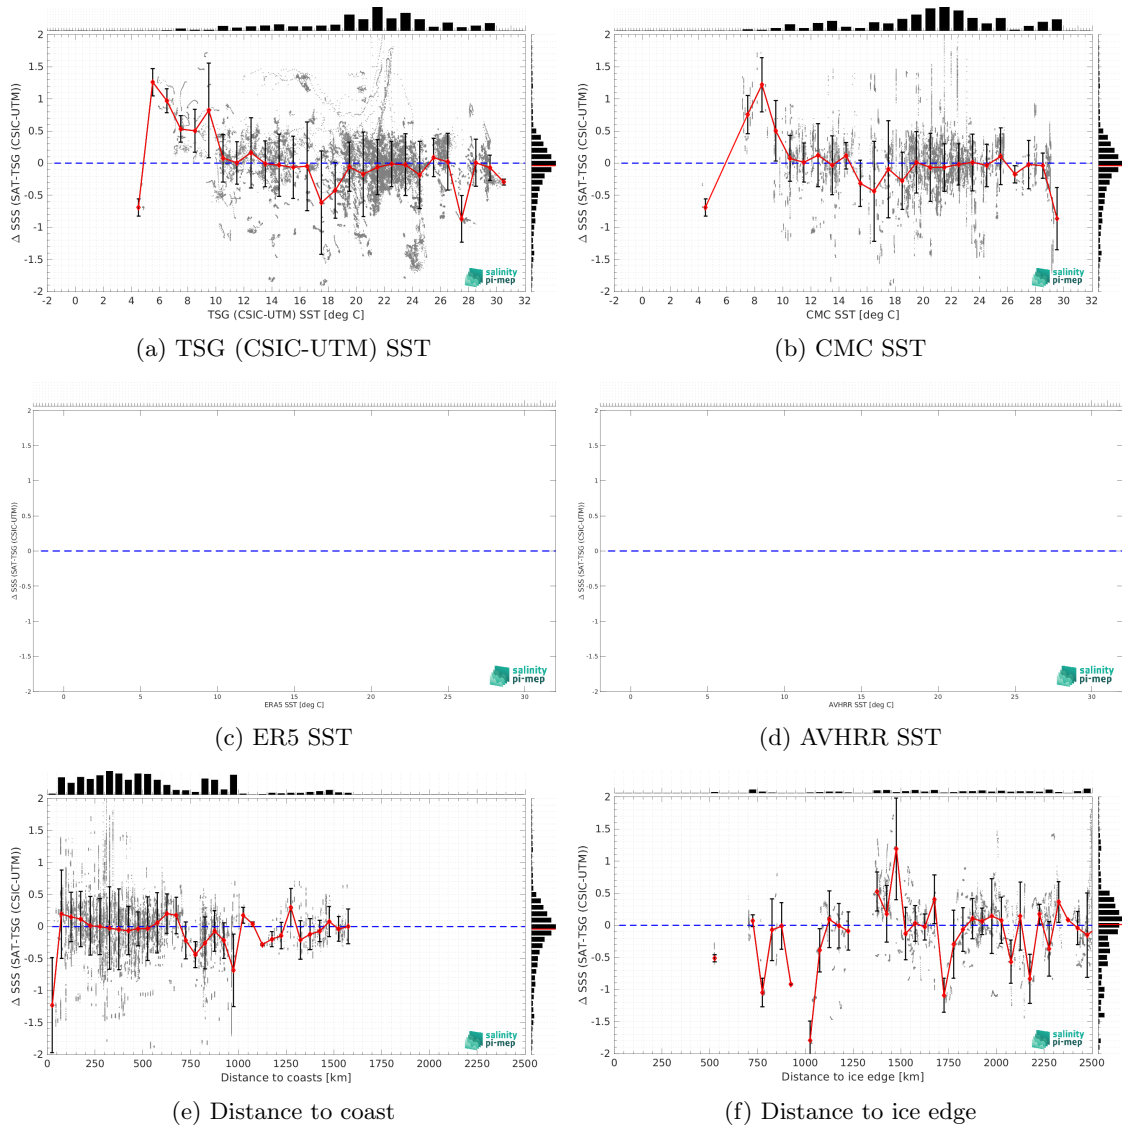 2
1.5
1
0.5
0
-0.5
-1
-1.5
-2
Δ SSS (SAT-TSG (CSIC-UTM))
-2 0 2 4 6 8 10 12 14 16 18 20 22 24 26 28 30 32
TSG (CSIC-UTM) SST [deg C]
salinity
pi-mep
(a) TSG (CSIC-UTM) SST
2
1.5
1
0.5
0
-0.5
-1
-1.5
-2
Δ SSS (SAT-TSG (CSIC-UTM))
-2 0 2 4 6 8 10 12 14 16 18 20 22 24 26 28 30 32
CMC SST [deg C]
salinity
pi-mep
(b) CMC SST
2
1.5
1
0.5
0
-0.5
-1
-1.5
-2
Δ SSS (SAT-TSG (CSIC-UTM))
0 5 10 15 20 25 30
ERA5 SST [deg C]
salinity
pi-mep
(c) ER5 SST
2
1.5
1
0.5
0
-0.5
-1
-1.5
-2
Δ SSS (SAT-TSG (CSIC-UTM))
0 5 10 15 20 25 30
AVHRR SST [deg C]
salinity
pi-mep
(d) AVHRR SST
2
1.5
1
0.5
0
-0.5
-1
-1.5
-2
Δ SSS (SAT-TSG (CSIC-UTM))
0 250 500 750 1000 1250 1500 1750 2000 2250 2500
Distance to coasts [km]
salinity
pi-mep
(e) Distance to coast
2
1.5
1
0.5
0
-0.5
-1
-1.5
-2
Δ SSS (SAT-TSG (CSIC-UTM))
0 250 500 750 1000 1250 1500 1750 2000 2250 2500
Distance to ice edge [km]
salinity
pi-mep
(f) Distance to ice edge